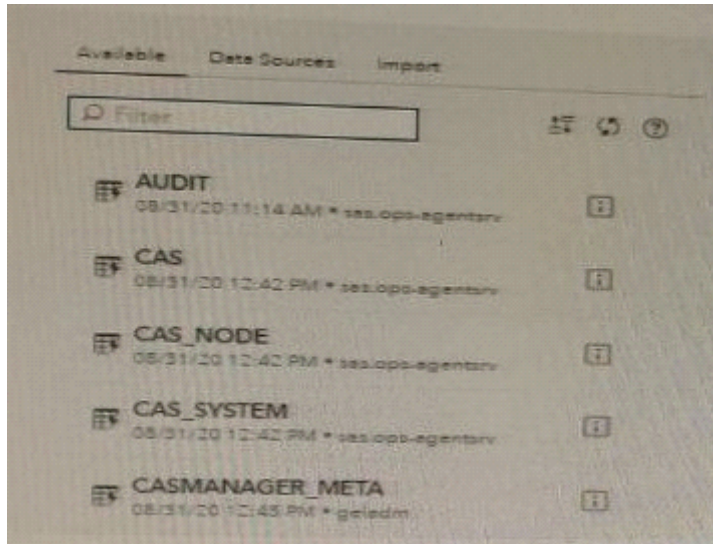 Available Data Sources Import
Filter
AUDIT
08/31/20 11:14 AM • sas.ops-agentsrv
CAS
08/31/20 12:42 PM • sas.ops-agentsrv
CAS_NODE
08/31/20 12:42 PM • sas.ops-agentsrv
CAS_SYSTEM
08/31/20 12:42 PM • sas.ops-agentsrv
CASMANAGER_META
08/31/20 12:45 PM • geladm